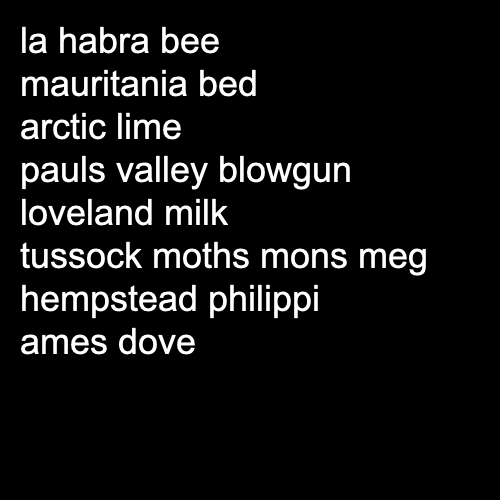 la habra bee
mauritania bed
arctic lime
pauls valley blowgun
loveland milk
tussock moths mons meg
hempstead philippi
ames dove